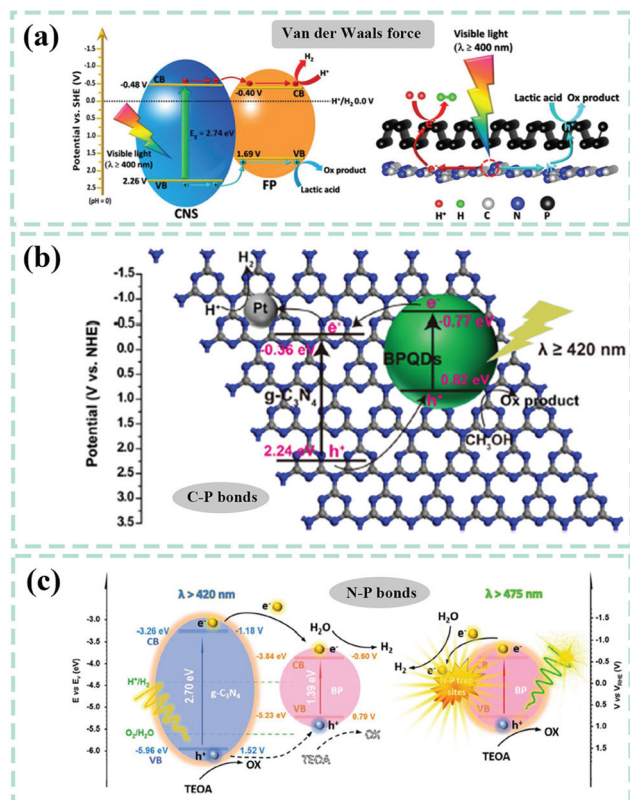 (a)
Van der Waals force
Potential vs. SHE (V)
-1.5
-1.0
-0.5
0.0
0.5
1.0
1.5
2.0
2.5
(pH = 0)
-0.48 V
CB
Eg = 2.74 eV
Visible light
(λ ≥ 400 nm)
2.26 V
VB
CNS
H₂
H⁺
-0.40 V
CB
H⁺/H₂ 0.0 V
1.69 V
VB
FP
Ox product
Lactic acid
Visible light
(λ ≥ 400 nm)
Lactic acid Ox product
e⁻
h⁺
e⁻
H⁺ H C N P
(b)
Potential (V vs. NHE)
-1.5
-1.0
-0.5
0.0
0.5
1.0
1.5
2.0
2.5
3.0
3.5
H₂
H⁺
Pt
e⁻
-0.36 eV
g-C₃N₄
2.24 eV
h⁺
e⁻
-0.77 eV
BPQDs
0.82 eV
h⁺
λ ≥ 420 nm
Ox product
CH₃OH
C-P bonds
(c)
λ > 420 nm
N-P bonds
λ > 475 nm
-3.0
-3.5
-4.0
-4.5
-5.0
-5.5
-6.0
-3.26 eV
CB
e⁻
-1.18 V
H⁺/H₂
2.70 eV
g-C₃N₄
O₂/H₂O
-5.96 eV
VB
h⁺
1.52 V
TEOA
OX
e⁻
H₂O
H₂
-3.84 eV
e⁻
-0.60 V
CB
1.39 eV
BP
-5.23 eV
VB
h⁺
0.78 V
TEOA
OX
H₂O
H₂
e⁻
e⁻
e⁻
N-P trap
sites
CB
BP
VB
h⁺
TEOA
OX
-1.0
-0.5
0.0
0.5
1.0
1.5